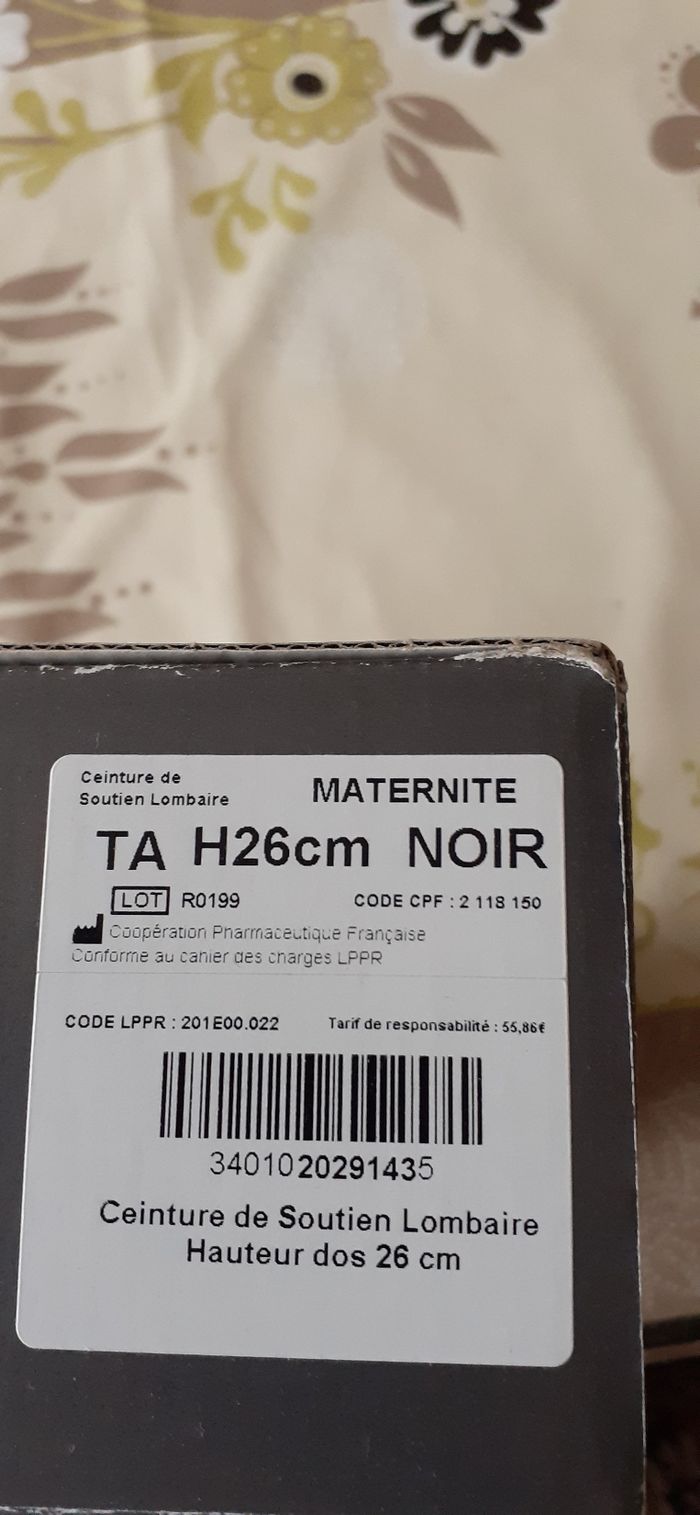 Ceinture de
Soutien Lombaire
MATERNITE
TA H26cm NOIR
LOT R0199
CODE CPF : 2 118 150
Coopération Pharmaceutique Française
Conforme au cahier des charges LPPR
CODE LPPR : 201E00.022
Tarif de responsabilité : 55,86€
3401020291435
Ceinture de Soutien Lombaire
Hauteur dos 26 cm